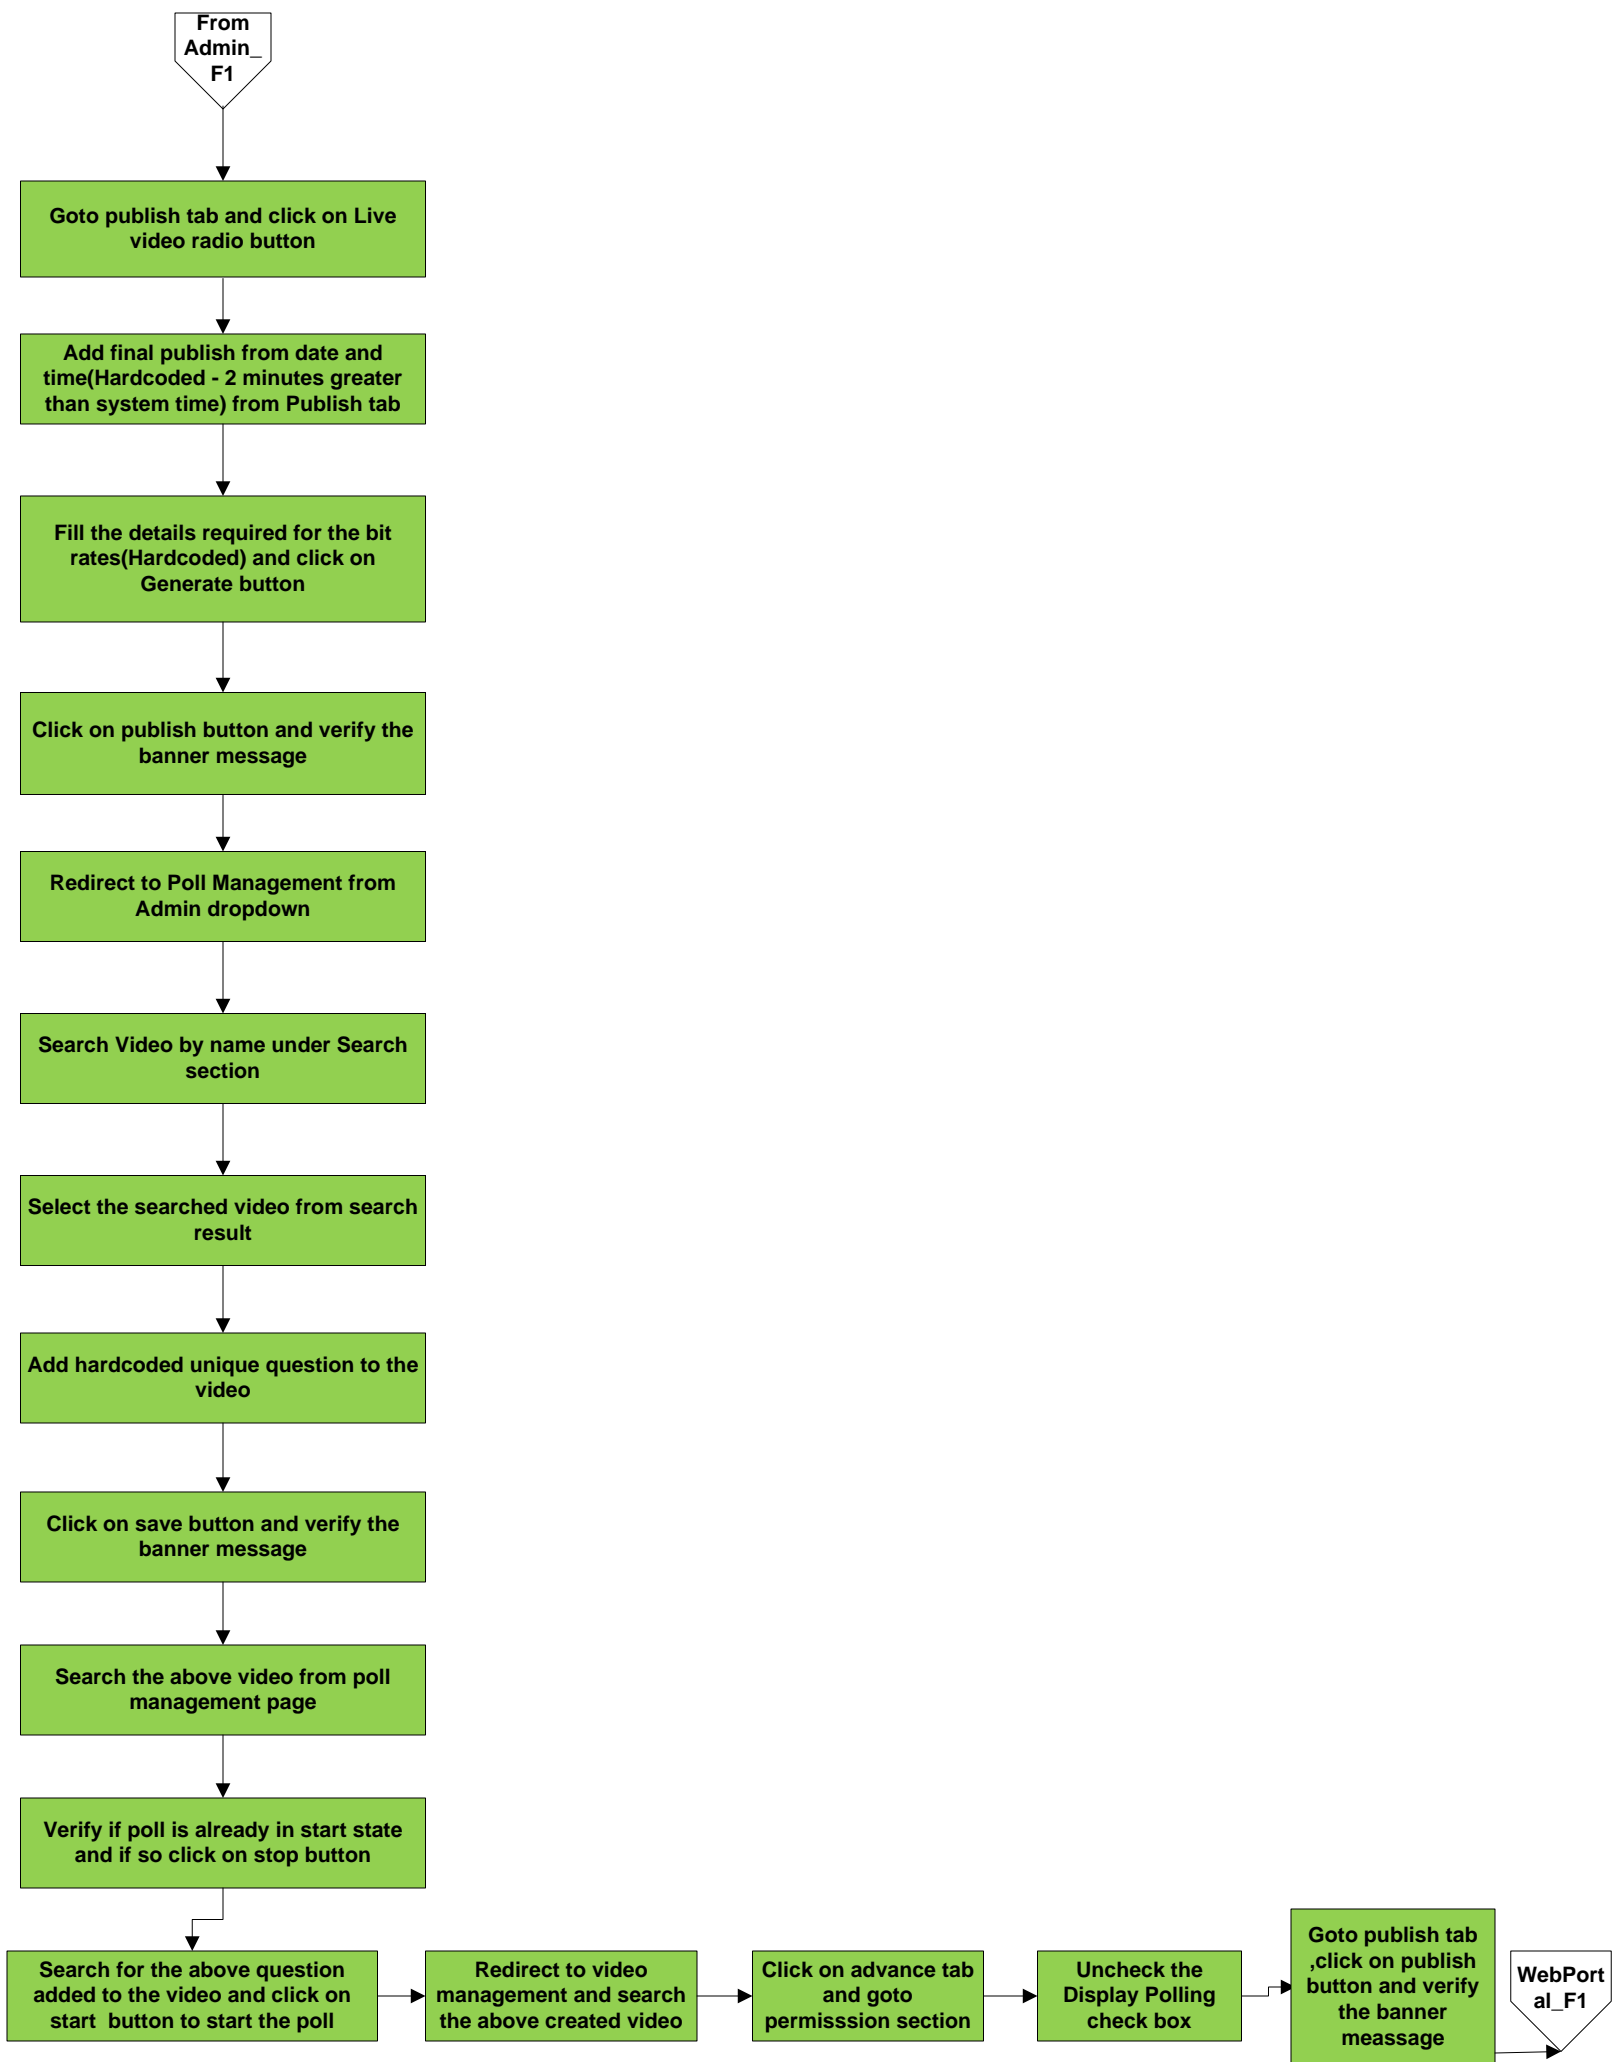 From
Admin_
F1
Goto publish tab and click on Live
video radio button
Add final publish from date and
time(Hardcoded - 2 minutes greater
than system time) from Publish tab
Fill the details required for the bit
rates(Hardcoded) and click on
Generate button
Click on publish button and verify the
banner message
Redirect to Poll Management from
Admin dropdown
Search Video by name under Search
section
Select the searched video from search
result
Add hardcoded unique question to the
video
Click on save button and verify the
banner message
Search the above video from poll
management page
Verify if poll is already in start state
and if so click on stop button
Search for the above question
added to the video and click on
start  button to start the poll
Redirect to video
management and search
the above created video
Click on advance tab
and goto
permisssion section
Uncheck the
Display Polling
check box
Goto publish tab
,click on publish
button and verify
the banner
meassage
WebPort
al_F1